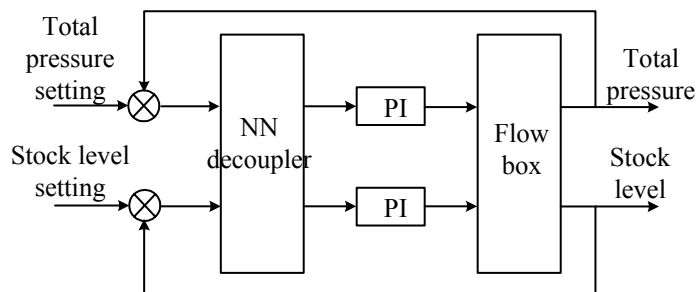 Total
pressure
setting
Stock level
setting
NN
decoupler
PI
PI
Flow
box
Total
pressure
Stock
level